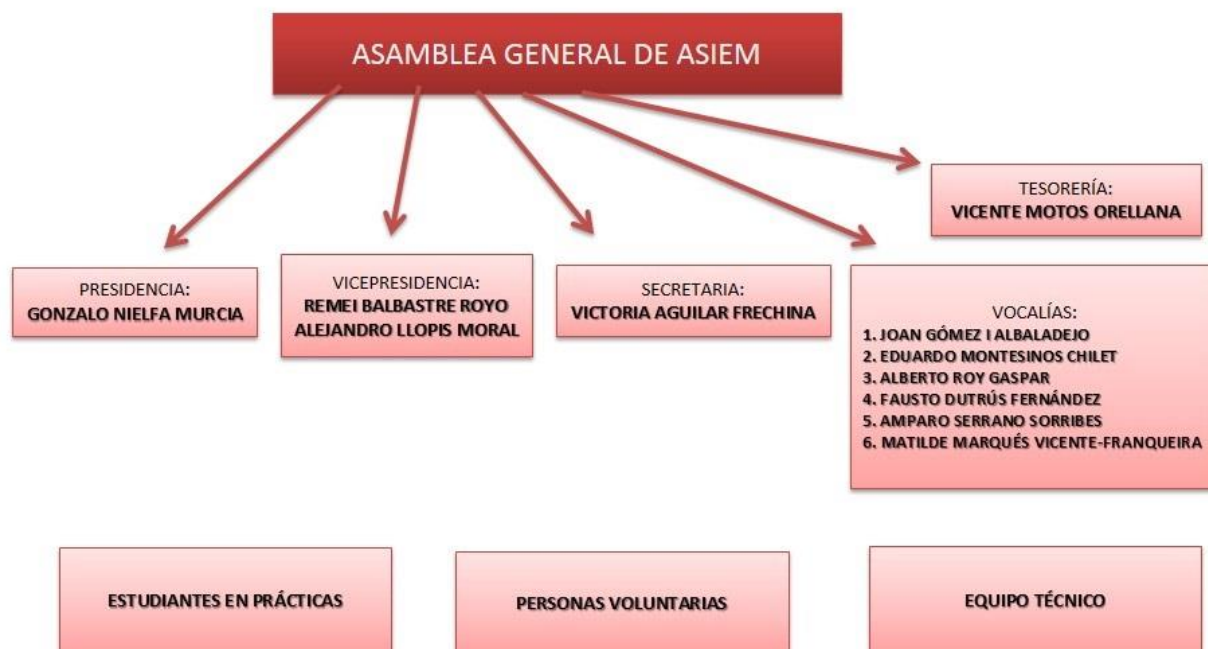 ASAMBLEA GENERAL DE ASIEM
TESORERÍA:
VICENTE MOTOS ORELLANA
PRESIDENCIA:
GONZALO NIELFA MURCIA
VICEPRESIDENCIA:
REMEI BALBASTRE ROYO
ALEJANDRO LLOPIS MORAL
SECRETARIA:
VICTORIA AGUILAR FRECHINA
VOCALÍAS:
1. JOAN GÓMEZ I ALBALADEJO
2. EDUARDO MONTESINOS CHILET
3. ALBERTO ROY GASPAR
4. FAUSTO DUTRÚS FERNÁNDEZ
5. AMPARO SERRANO SORRIBES
6. MATILDE MARQUÉS VICENTE-FRANQUEIRA
ESTUDIANTES EN PRÁCTICAS
PERSONAS VOLUNTARIAS
EQUIPO TÉCNICO